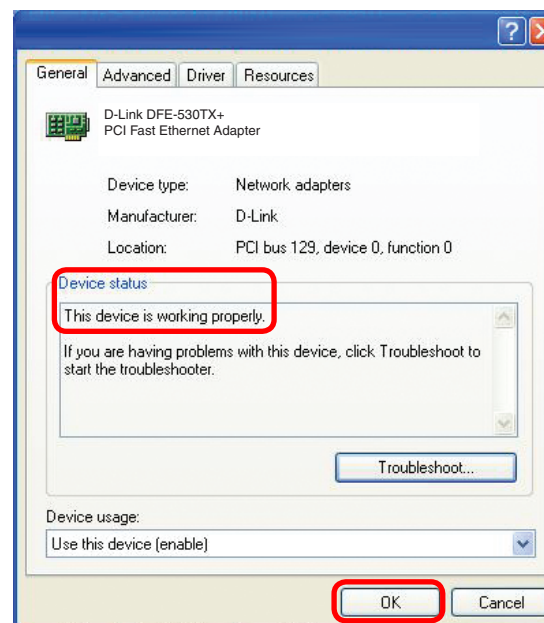 General
Advanced
Driver
Resources
D-Link DFE-530TX+
PCI Fast Ethernet Adapter
Device type: Network adapters
Manufacturer: D-Link
Location: PCI bus 129, device 0, function 0
Device status
This device is working properly.
If you are having problems with this device, click Troubleshoot to
start the troubleshooter.
Troubleshoot...
Device usage:
Use this device (enable)
OK
Cancel